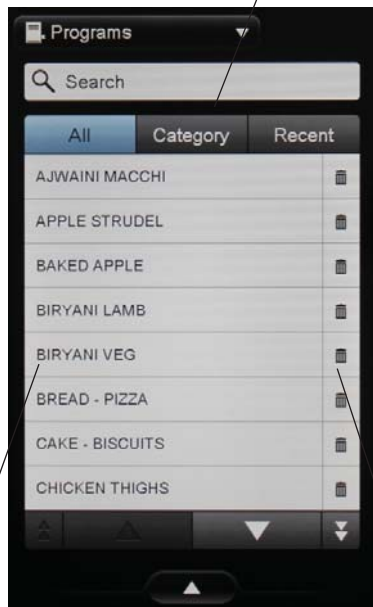 Programs
Search
All Category Recent
AJWAINI MACCHI
APPLE STRUDEL
BAKED APPLE
BIRYANI LAMB
BIRYANI VEG
BREAD - PIZZA
CAKE - BISCUITS
CHICKEN THIGHS